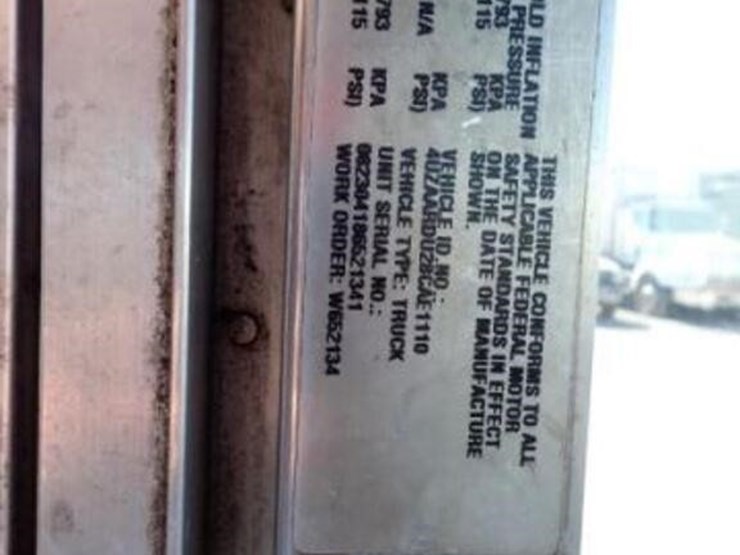 LD INFLATION
PRESSURE
793 KPA
115 PSI)
N/A KPA
PSI)
793 KPA
115 PSI)
THIS VEHICLE CONFORMS TO ALL
APPLICABLE FEDERAL MOTOR
SAFETY STANDARDS IN EFFECT
ON THE DATE OF MANUFACTURE
SHOWN.
VEHICLE ID.NO.:
4UZAARDU2BCAE1110
VEHICLE TYPE: TRUCK
UNIT SERIAL NO.:
WORK ORDER: W652134